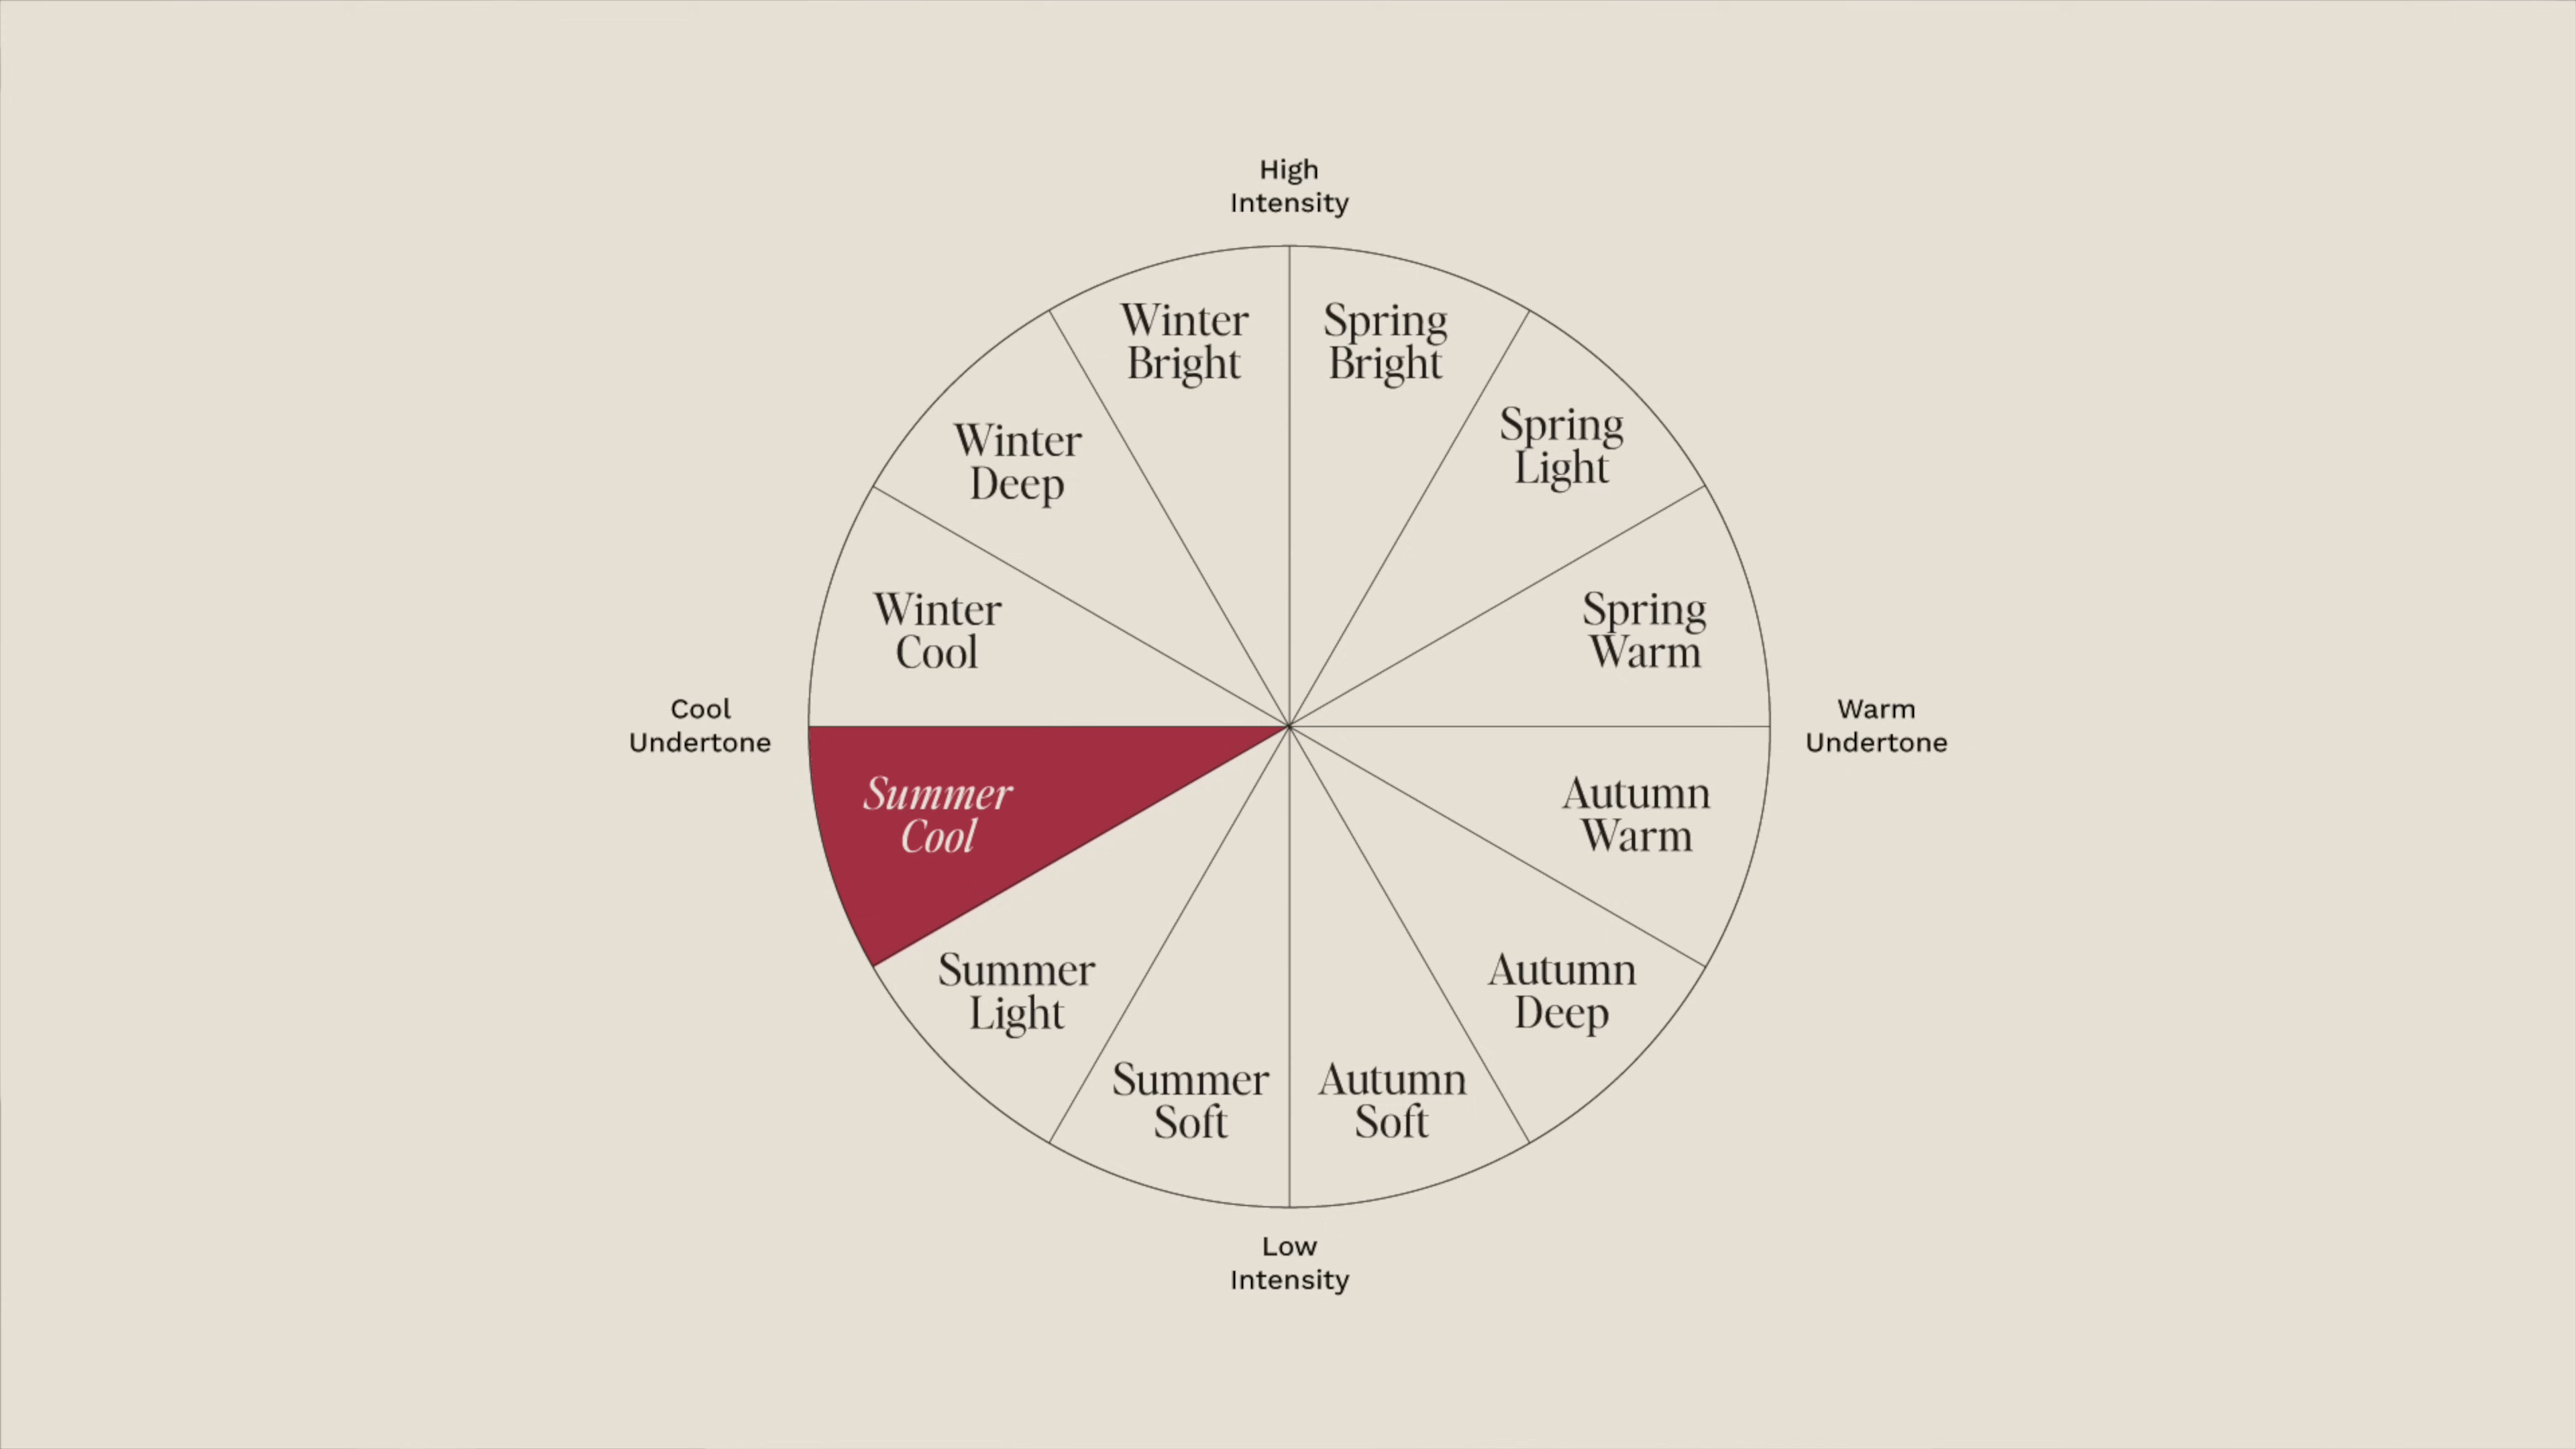 High
Intensity
Winter
Bright
Spring
Bright
Spring
Light
Winter
Deep
Winter
Cool
Spring
Warm
Cool
Undertone
Warm
Undertone
Summer
Cool
Autumn
Warm
Summer
Light
Autumn
Deep
Summer
Soft
Autumn
Soft
Low
Intensity